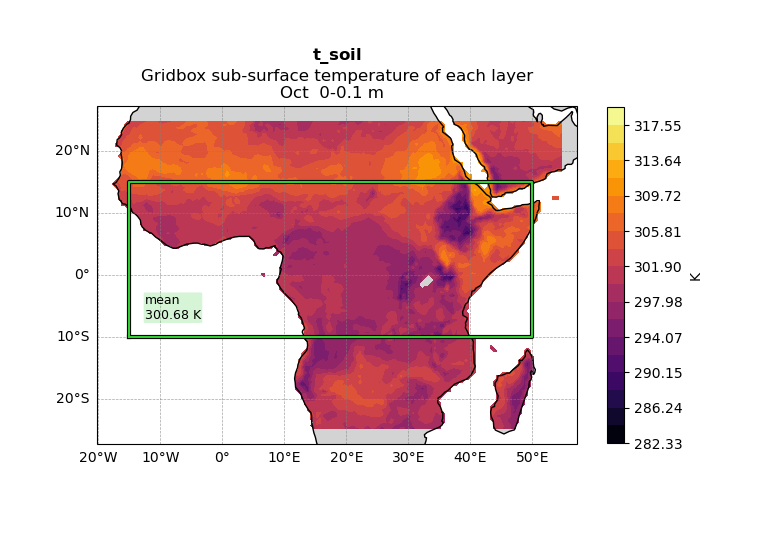 t_soil
Gridbox sub-surface temperature of each layer
Oct  0-0.1 m
20°N
10°N
0°
10°S
20°S
mean
300.68 K
20°W
10°W
0°
10°E
20°E
30°E
40°E
50°E
317.55
313.64
309.72
305.81
301.90
297.98
294.07
290.15
286.24
282.33
K